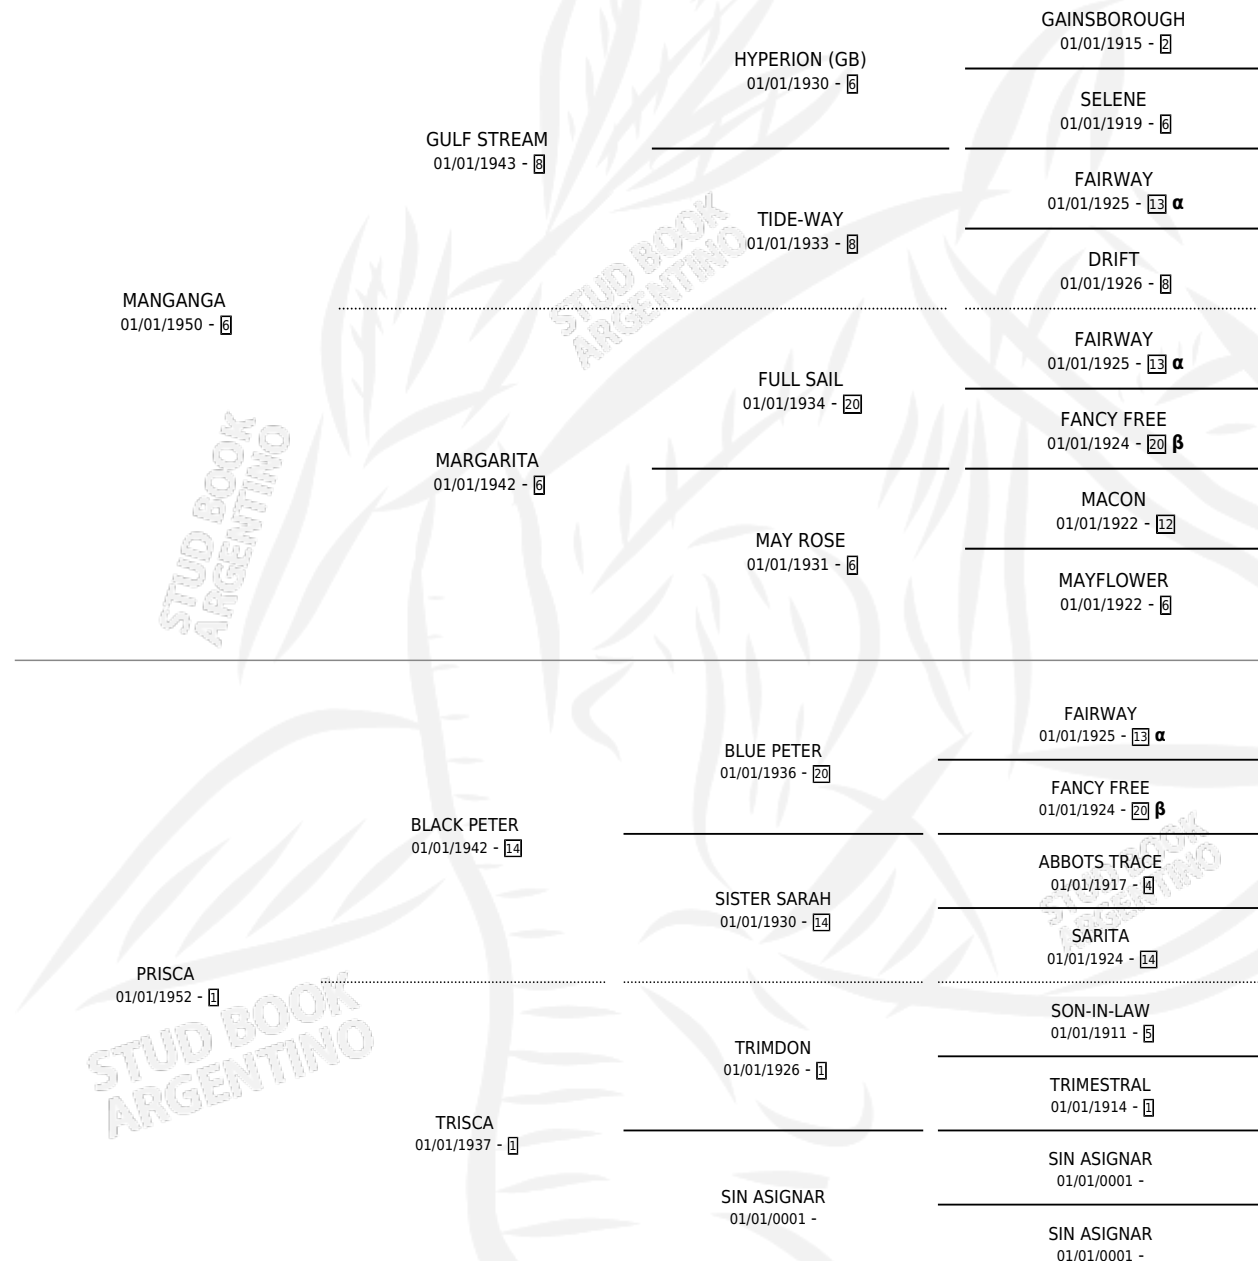 GAINSBOROUGH
01/01/1915 - 2
HYPERION (GB)
01/01/1930 - 6
SELENE
01/01/1919 - 6
GULF STREAM
01/01/1943 - 8
FAIRWAY
01/01/1925 - 13 α
TIDE-WAY
01/01/1933 - 8
DRIFT
01/01/1926 - 8
MANGANGA
01/01/1950 - 6
FAIRWAY
01/01/1925 - 13 α
FULL SAIL
01/01/1934 - 20
FANCY FREE
01/01/1924 - 20 β
MARGARITA
01/01/1942 - 6
MACON
01/01/1922 - 12
MAY ROSE
01/01/1931 - 6
MAYFLOWER
01/01/1922 - 6
FAIRWAY
01/01/1925 - 13 α
BLUE PETER
01/01/1936 - 20
FANCY FREE
01/01/1924 - 20 β
BLACK PETER
01/01/1942 - 14
ABBOTS TRACE
01/01/1917 - 4
SISTER SARAH
01/01/1930 - 14
SARITA
01/01/1924 - 14
PRISCA
01/01/1952 - 1
SON-IN-LAW
01/01/1911 - 5
TRIMDON
01/01/1926 - 1
TRIMESTRAL
01/01/1914 - 1
TRISCA
01/01/1937 - 1
SIN ASIGNAR
01/01/0001 -
SIN ASIGNAR
01/01/0001 -
SIN ASIGNAR
01/01/0001 -
STUD BOOK
ARGENTINO
STUD BOOK
ARGENTINO
STUD BOOK
ARGENTINO
STUD BOOK
ARGENTINO